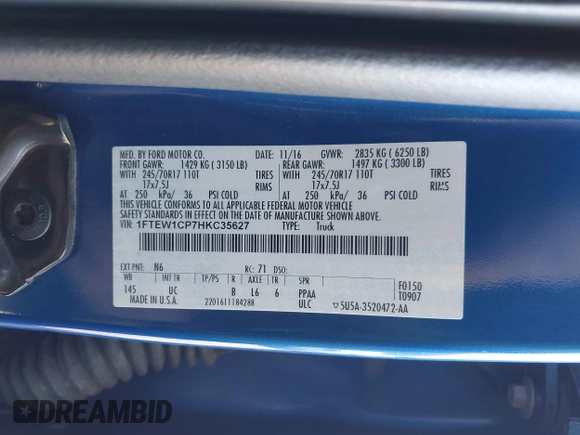 MFD. BY FORD MOTOR CO. DATE: 11/16 GVWR: 2835 KG ( 6250 LB)
FRONT GAWR: 1429 KG ( 3150 LB) REAR GAWR: 1497 KG ( 3300 LB)
245/70R17 110T TIRES 245/70R17 110T TIRES
17x7.5J RIMS 17x7.5J RIMS
AT 250 kPa/ 36 PSI COLD AT 250 kPa/ 36 PSI COLD
THIS VEHICLE CONFORMS TO ALL APPLICABLE FEDERAL MOTOR VEHICLE
SAFETY STANDARDS IN EFFECT ON THE DATE OF MANUFACTURE SHOWN ABOVE.
VIN: 1FTEW1CP7HKC35627 TYPE: Truck
EXT PNT: N6 RC: 71 DSO: F0150
WB INT TR TP/PS R AXLE TR SPR T0907
145 UC B L6 6 PPAA
MADE IN U.S.A. 2201611184288 ULC 5U5A-3520472-AA
DREAMBID